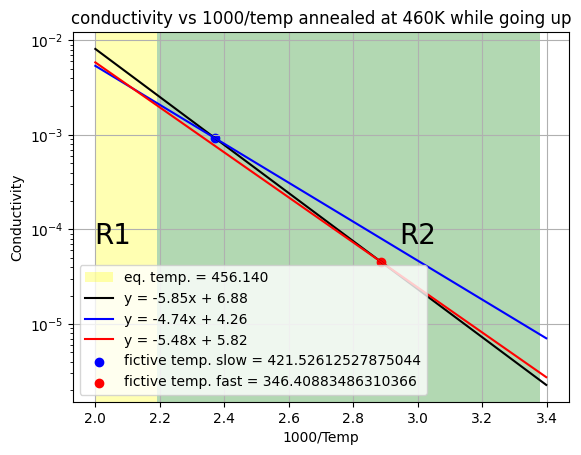 conductivity vs 1000/temp annealed at 460K while going up
Conductivity
10⁻²
10⁻³
10⁻⁴
10⁻⁵
R1
R2
eq. temp. = 456.140
y = -5.85x + 6.88
y = -4.74x + 4.26
y = -5.48x + 5.82
fictive temp. slow = 421.52612527875044
fictive temp. fast = 346.40883486310366
2.0 2.2 2.4 2.6 2.8 3.0 3.2 3.4
1000/Temp